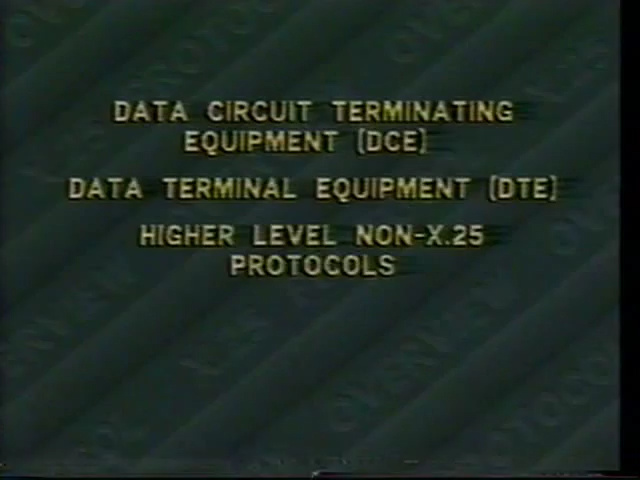 DATA CIRCUIT TERMINATING
EQUIPMENT (DCE)
DATA TERMINAL EQUIPMENT (DTE)
HIGHER LEVEL NON-X.25
PROTOCOLS